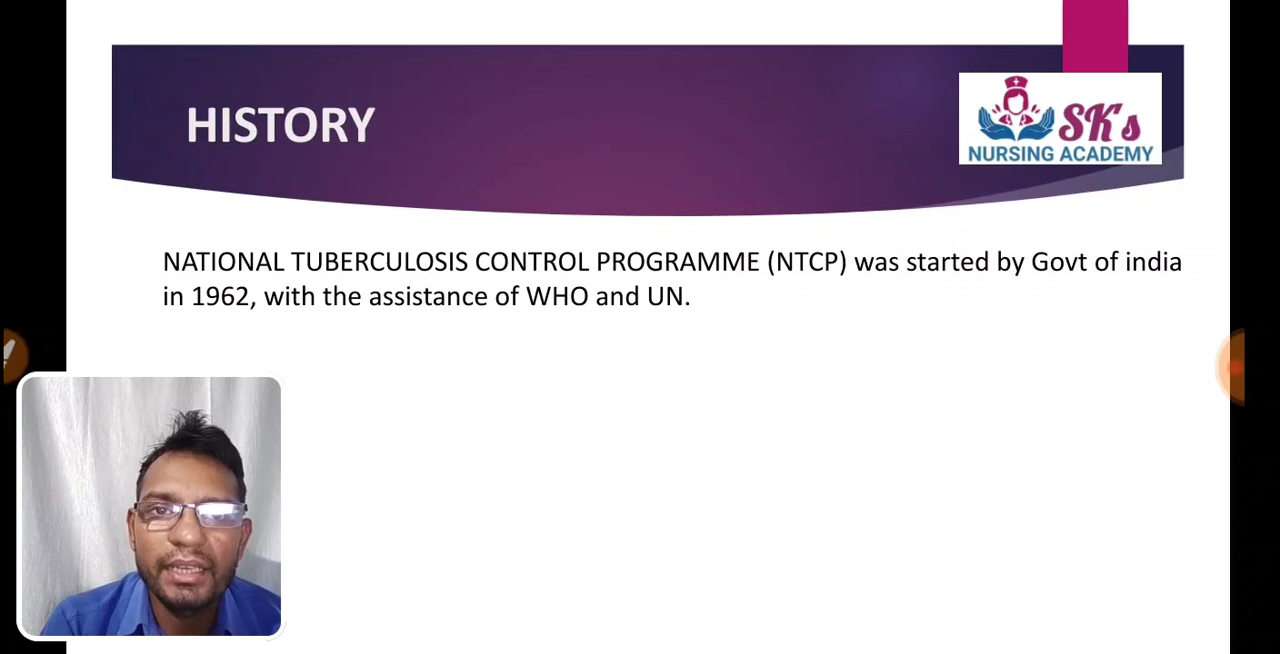 HISTORY
SK's
NURSING ACADEMY
NATIONAL TUBERCULOSIS CONTROL PROGRAMME (NTCP) was started by Govt of india
in 1962, with the assistance of WHO and UN.